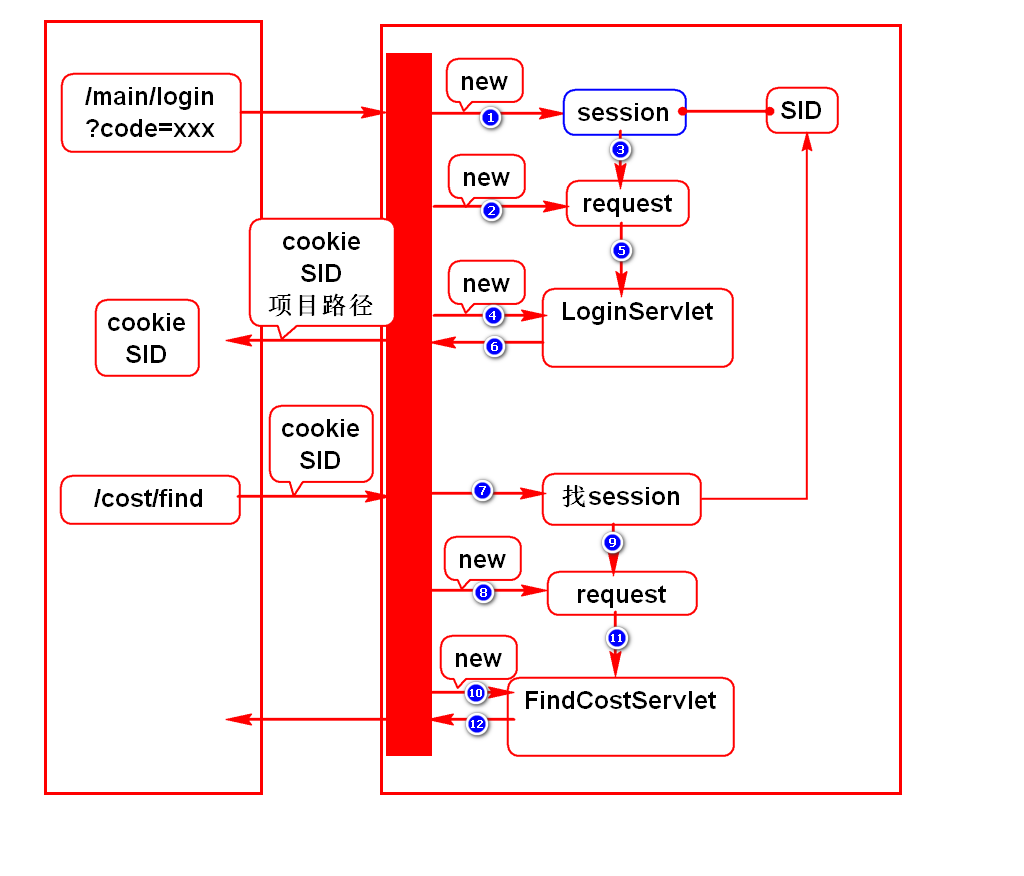 /main/login
?code=xxx
new
1
session
SID
3
new
2
request
5
cookie
SID
项目路径
new
4
LoginServlet
6
cookie
SID
cookie
SID
/cost/find
7
找session
9
new
8
request
11
new
10
FindCostServlet
12